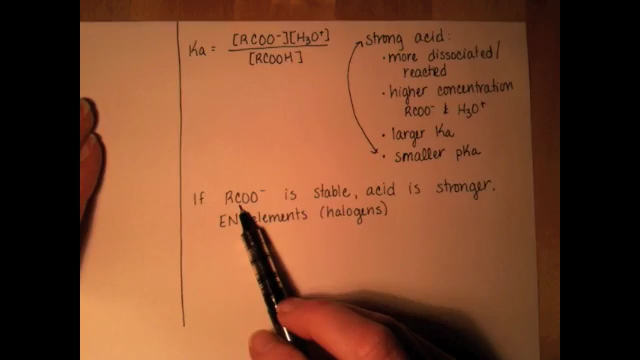 Ka = [RCOO⁻][H₃O⁺] / [RCOOH]
strong acid:
• more dissociated/
reacted
• higher concentration
RCOO⁻ & H₃O⁺
• larger Ka
• smaller pKa
If RCOO⁻ is stable, acid is stronger.
EN elements (halogens)